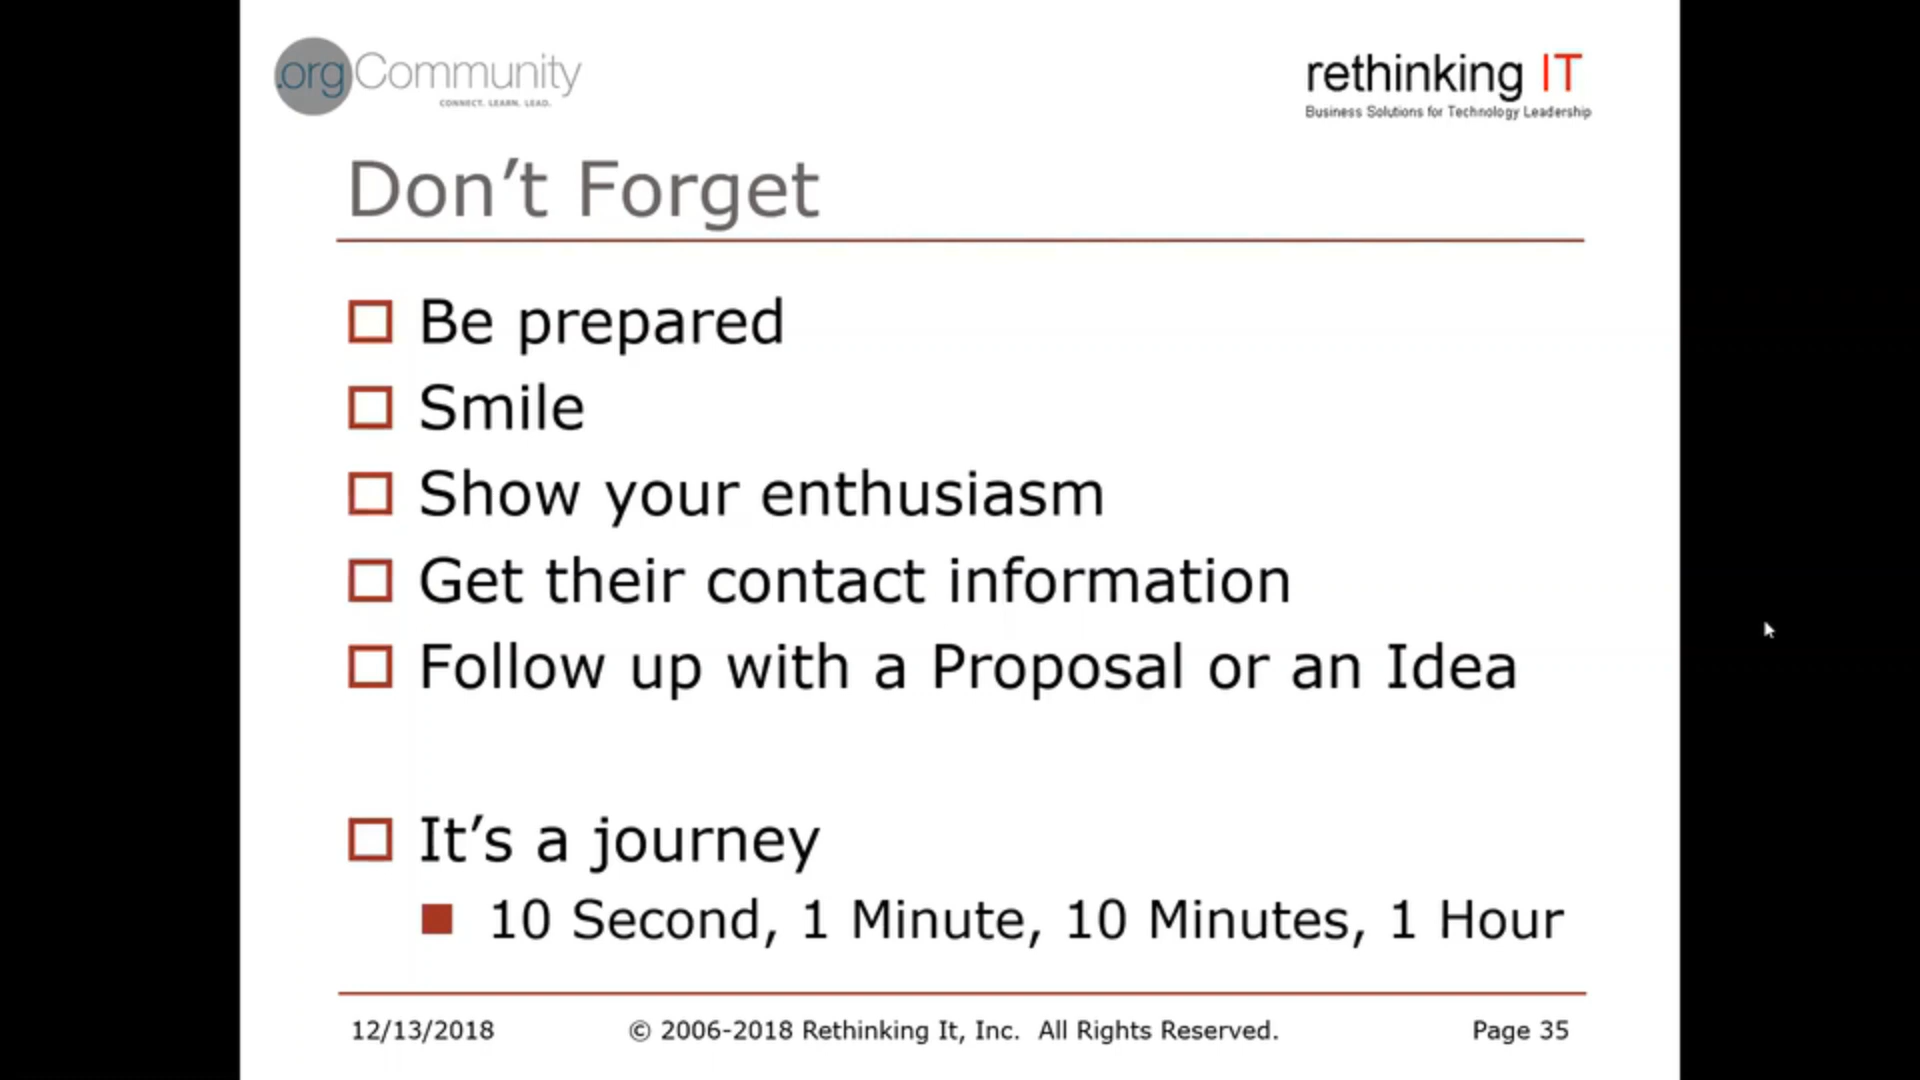 .orgCommunity
CONNECT. LEARN. LEAD.
rethinking IT
Business Solutions for Technology Leadership
Don’t Forget
Be prepared
Smile
Show your enthusiasm
Get their contact information
Follow up with a Proposal or an Idea
It’s a journey
10 Second, 1 Minute, 10 Minutes, 1 Hour
12/13/2018 © 2006-2018 Rethinking It, Inc. All Rights Reserved. Page 35